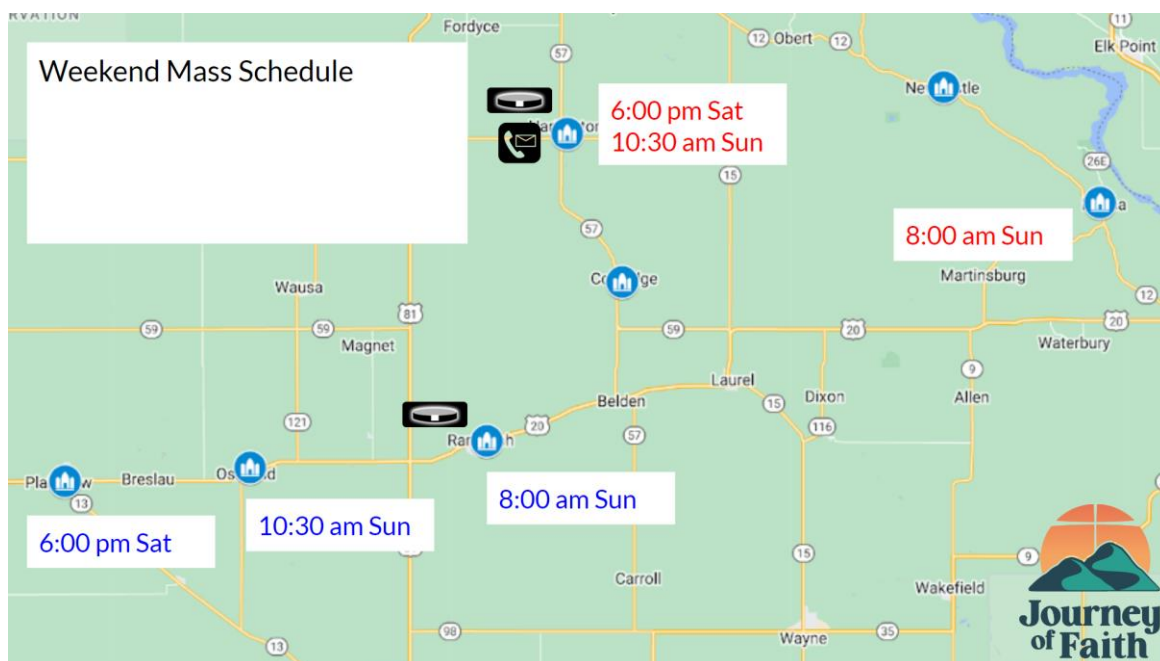 RVATION
Fordyce
11
12
Obert
12
Elk Point
Weekend Mass Schedule
57
6:00 pm Sat
10:30 am Sun
15
26E
57
8:00 am Sun
Martinsburg
Wausa
12
81
59
59
Magnet
59
20
20
Waterbury
9
Laurel
Belden
15
Dixon
Allen
121
20
57
116
Breslau
13
8:00 am Sun
10:30 am Sun
6:00 pm Sat
15
9
Carroll
Wakefield
13
98
Wayne
35
Journey
of Faith